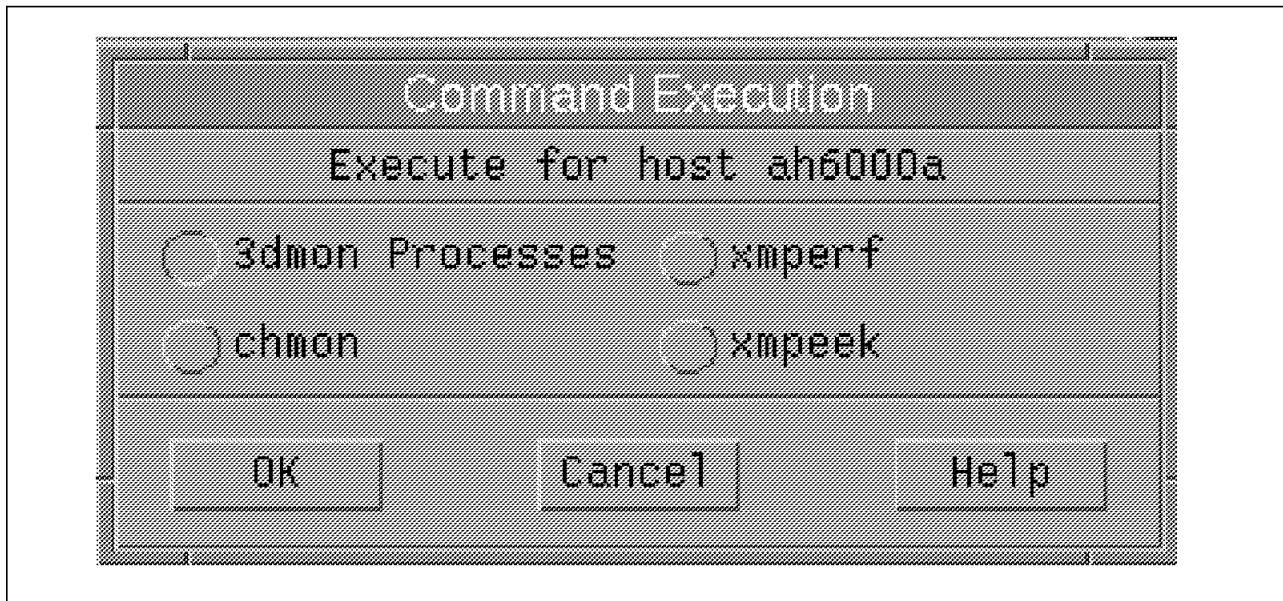 Command Execution
Execute for host ah6000a
3dmon Processes xmperf
chmon xmpeek
OK Cancel Help